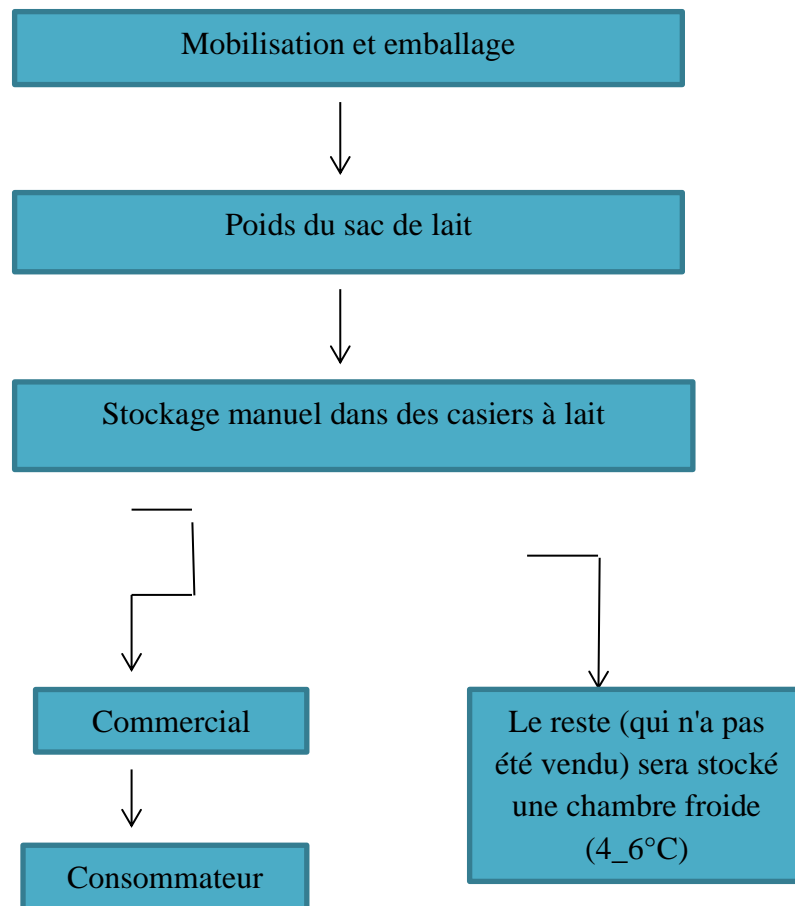 Mobilisation et emballage
Poids du sac de lait
Stockage manuel dans des casiers à lait
Commercial
Le reste (qui n'a pas
été vendu) sera stocké
une chambre froide
(4_6°C)
Consommateur